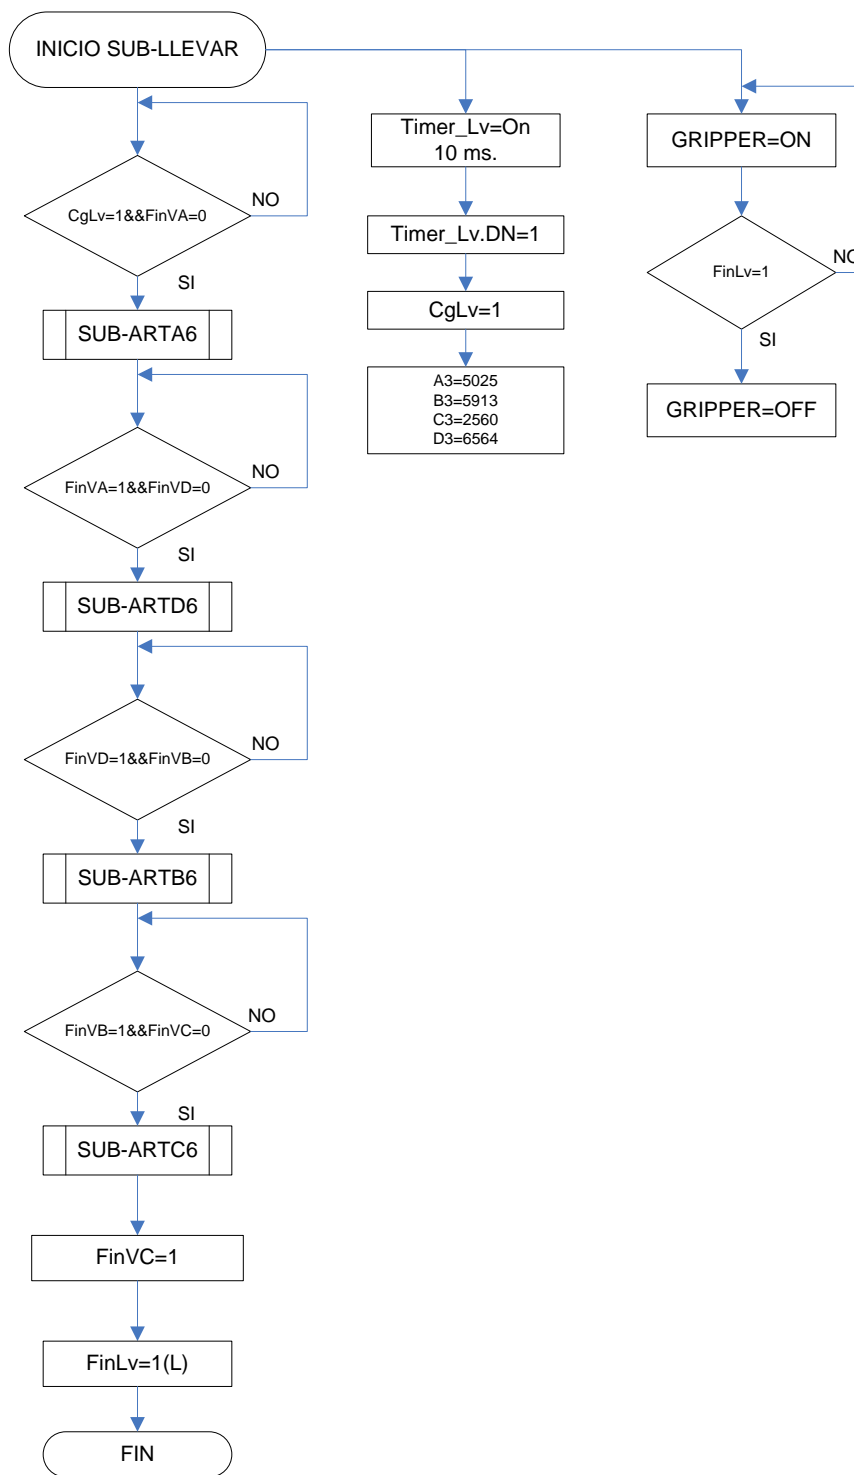 INICIO SUB-LLEVAR
CgLv=1&&FinVA=0
NO
SI
SUB-ARTA6
FinVA=1&&FinVD=0
NO
SI
SUB-ARTD6
FinVD=1&&FinVB=0
NO
SI
SUB-ARTB6
FinVB=1&&FinVC=0
NO
SI
SUB-ARTC6
FinVC=1
FinLv=1(L)
FIN
Timer_Lv=On
10 ms.
Timer_Lv.DN=1
CgLv=1
A3=5025
B3=5913
C3=2560
D3=6564
GRIPPER=ON
FinLv=1
NO
SI
GRIPPER=OFF